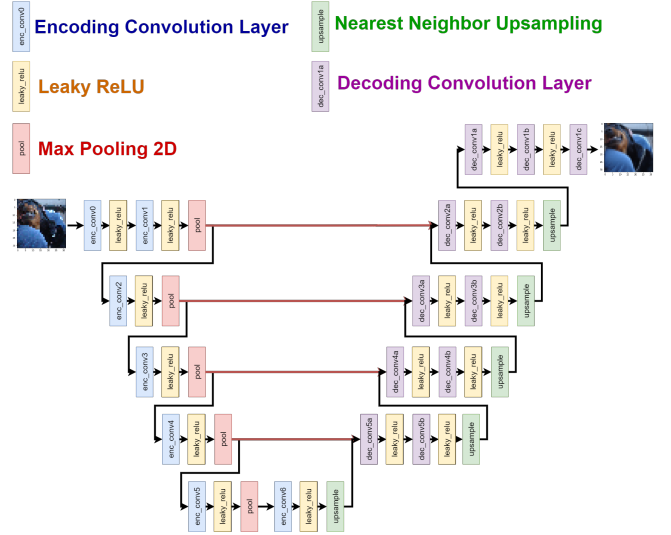 enc_conv0 Encoding Convolution Layer upsample Nearest Neighbor Upsampling
leaky_relu Leaky ReLU dec_conv1a Decoding Convolution Layer
pool Max Pooling 2D
dec_conv1a leaky_relu dec_conv1b leaky_relu dec_conv1c
enc_conv0 leaky_relu enc_conv1 leaky_relu pool dec_conv2a leaky_relu dec_conv2b leaky_relu upsample
enc_conv2 leaky_relu pool dec_conv3a leaky_relu dec_conv3b leaky_relu upsample
enc_conv3 leaky_relu pool dec_conv4a leaky_relu dec_conv4b leaky_relu upsample
enc_conv4 leaky_relu pool dec_conv5a leaky_relu dec_conv5b leaky_relu upsample
enc_conv5 leaky_relu pool enc_conv6 leaky_relu upsample